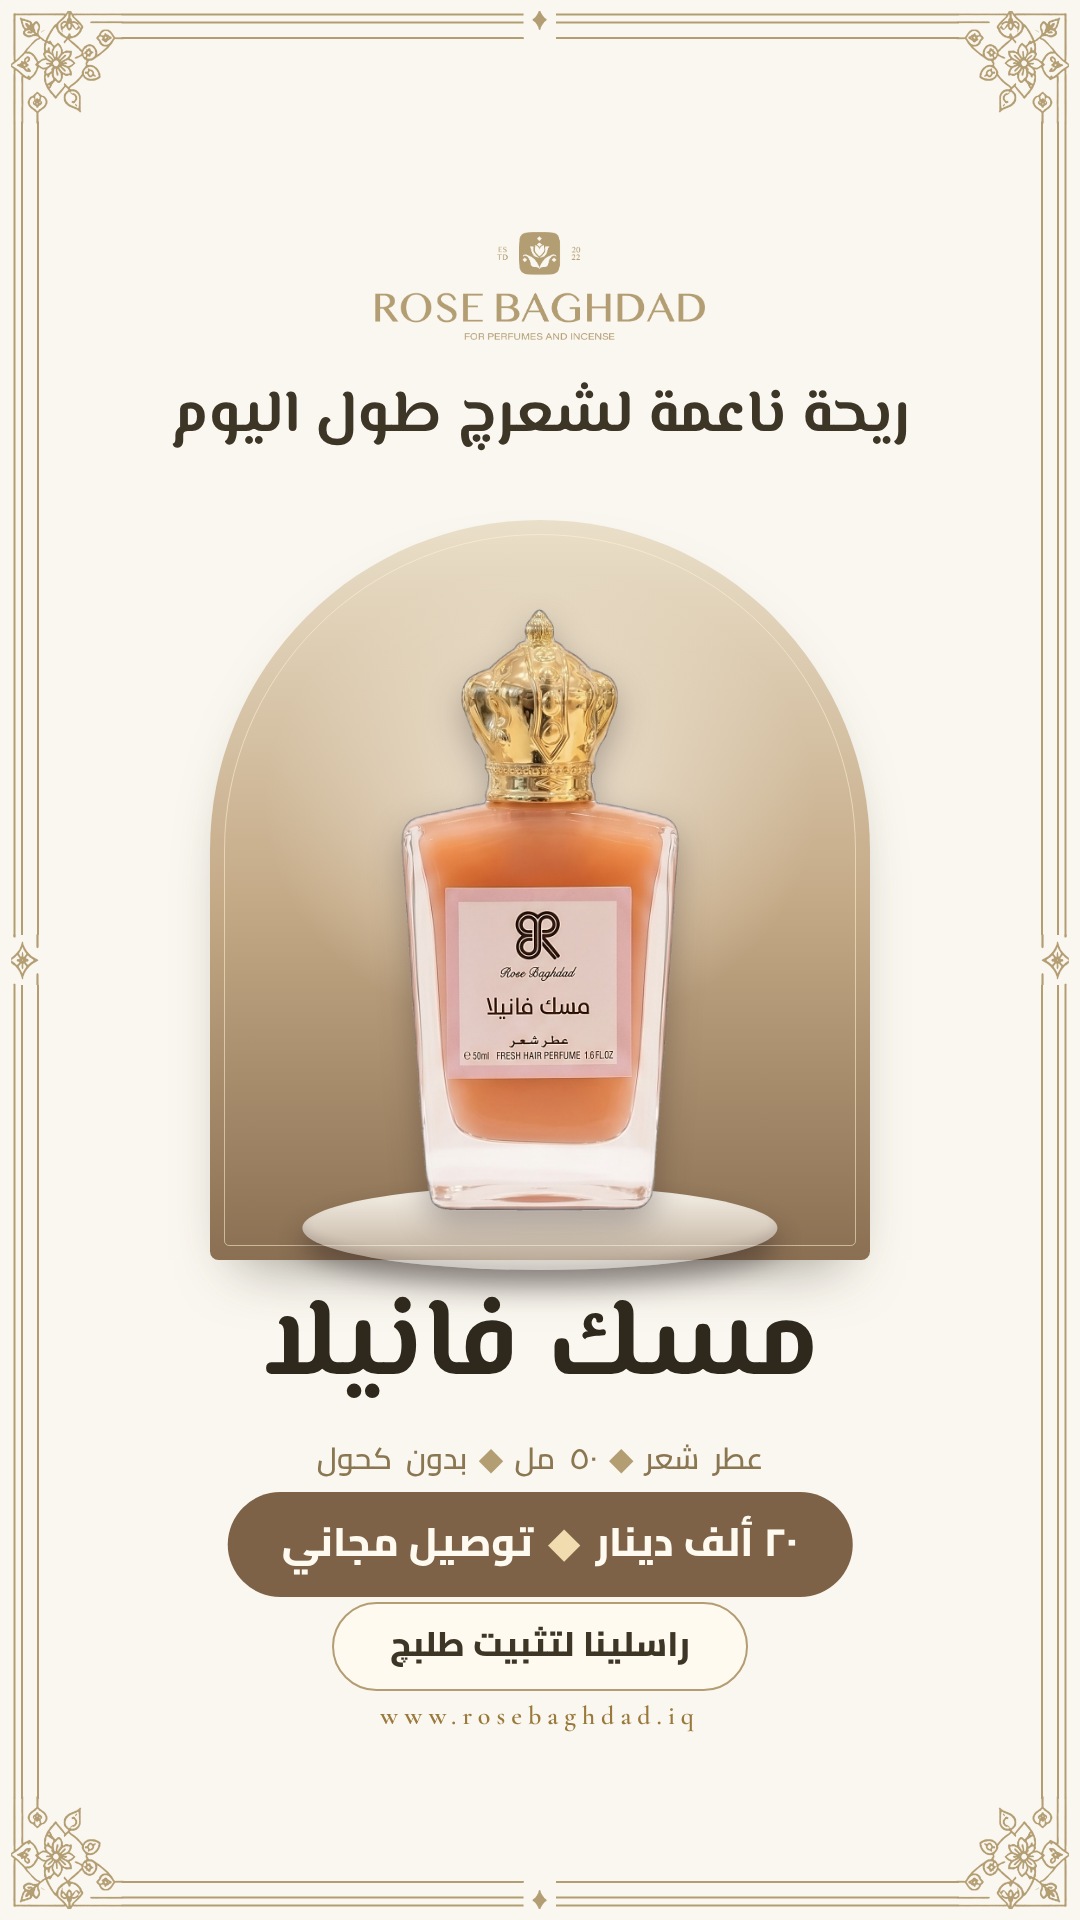 ES TD 20 22
ROSE BAGHDAD
FOR PERFUMES AND INCENSE
ريحة ناعمة لشعرچ طول اليوم
BR
Rose Baghdad
مسك فانيلا
عطر شعر
℮ 50ml FRESH HAIR PERFUME 1.6 FL.OZ
مسك فانيلا
عطر شعر ◆ ٥٠ مل ◆ بدون كحول
٢٠ ألف دينار ◆ توصيل مجاني
راسلينا لتثبيت طلبچ
www.rosebaghdad.iq